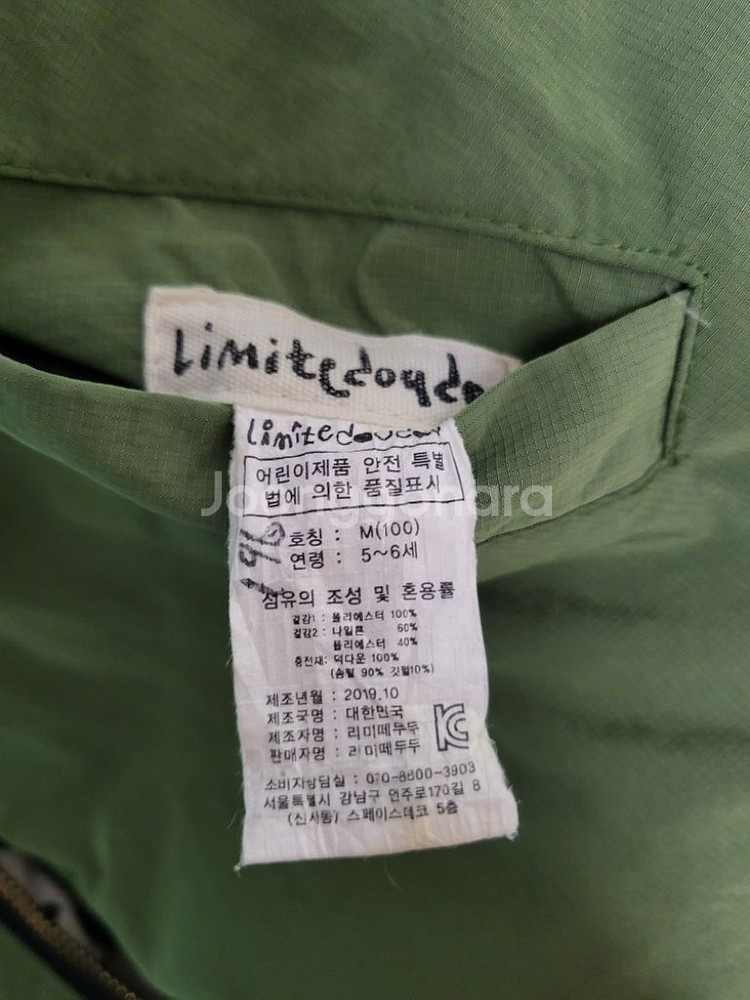 limitedoudo
limitedoudou
어린이제품 안전 특별
법에 의한 품질표시
Joonggonara
196
호칭 : M(100)
연령 : 5~6세
섬유의 조성 및 혼용률
겉감1 : 폴리에스터 100%
겉감2 : 나일론 60%
폴리에스터 40%
충전재: 덕다운 100%
(솜털 90% 깃털10%)
제조년월 : 2019.10
제조국명 : 대한민국
제조자명 : 리미떼두두
판매자명 : 리미떼두두
소비자상담실 : 070-8800-3903
서울특별시 강남구 언주로170길 8
(신사동) 스페이스데코 5층